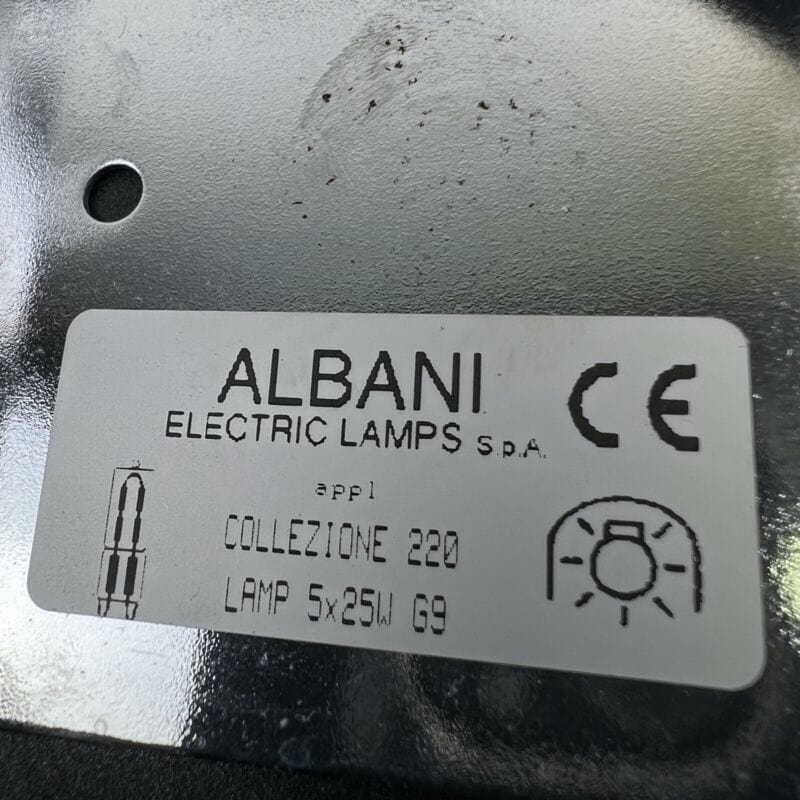 ALBANI
ELECTRIC LAMPS S.p.A.
CE
appl
COLLEZIONE 220
LAMP 5x25W G9